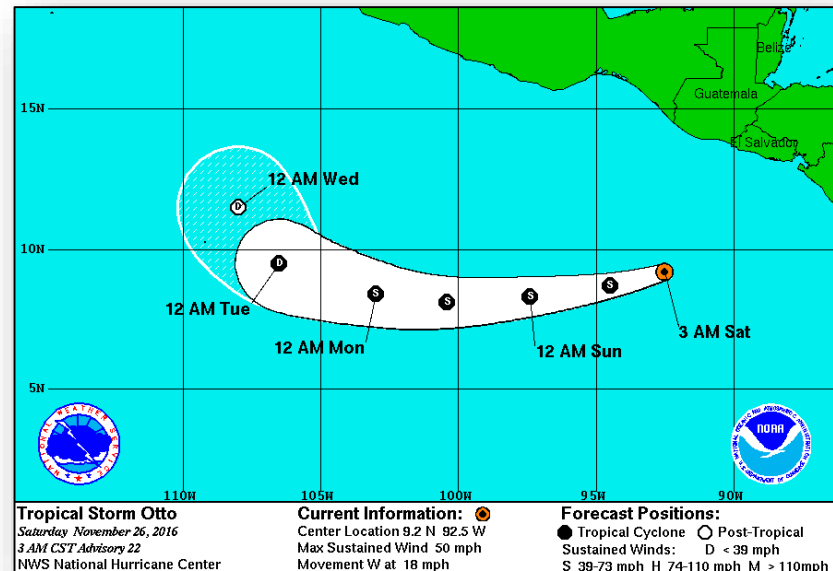 Belize
15N
Guatemala
El Salvador
12 AM Wed
D
10N
D
S
S
S
S
12 AM Tue
12 AM Mon
12 AM Sun
3 AM Sat
5N
NATIONAL WEATHER SERVICE
NOAA
110W
105W
100W
95W
90W
Tropical Storm Otto
Saturday November 26, 2016
3 AM CST Advisory 22
NWS National Hurricane Center
Current Information:
Center Location 9.2 N 92.5 W
Max Sustained Wind 50 mph
Movement W at 18 mph
Forecast Positions:
Tropical Cyclone Post-Tropical
Sustained Winds: D < 39 mph
S 39-73 mph H 74-110 mph M > 110mph